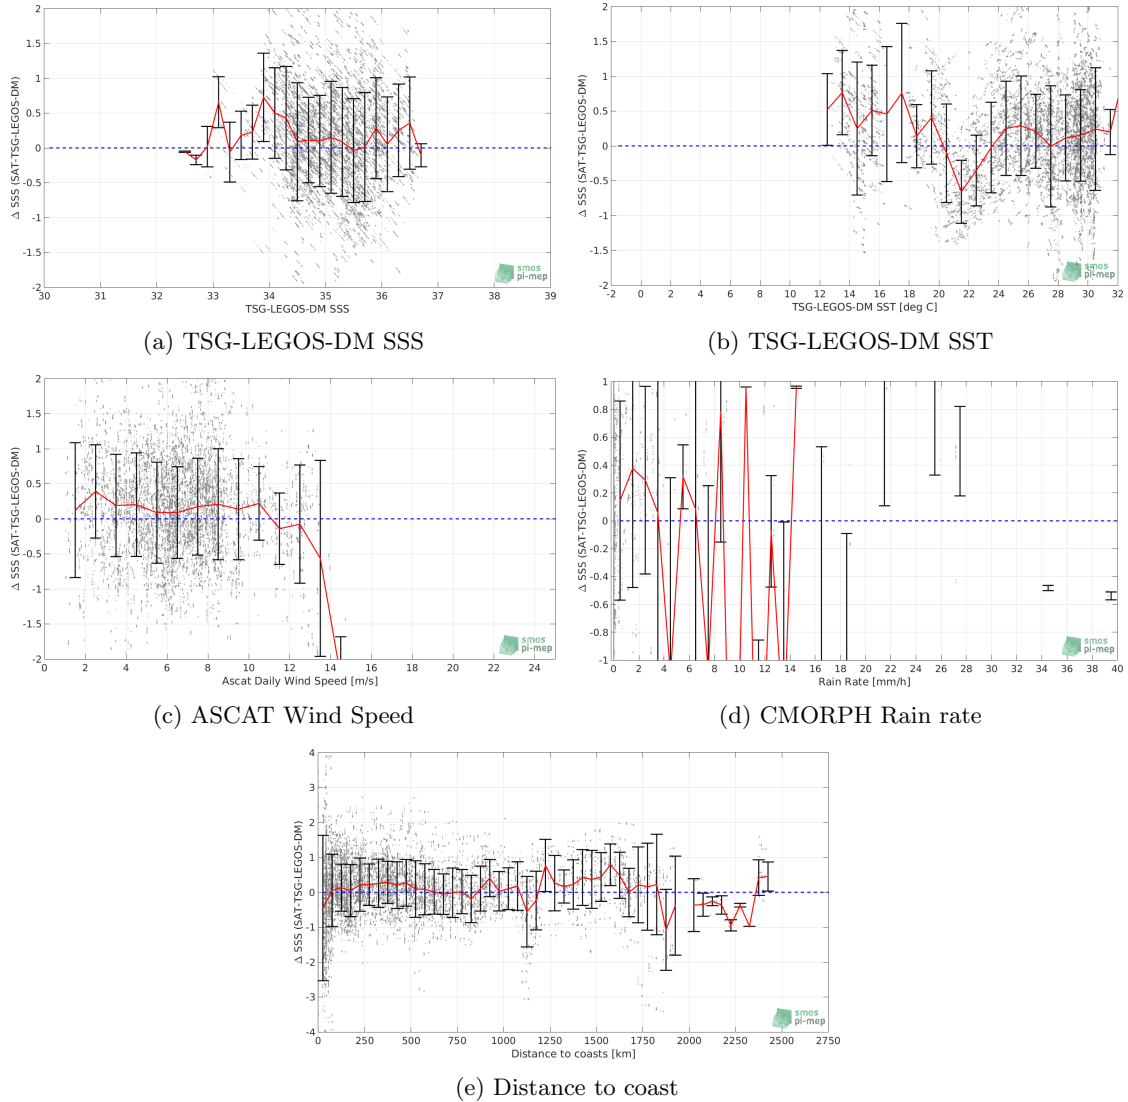 Δ SSS (SAT-TSG-LEGOS-DM)
2
1.5
1
0.5
0
-0.5
-1
-1.5
-2
30 31 32 33 34 35 36 37 38 39
TSG-LEGOS-DM SSS
smos
pi-mep
(a) TSG-LEGOS-DM SSS
Δ SSS (SAT-TSG-LEGOS-DM)
2
1.5
1
0.5
0
-0.5
-1
-1.5
-2
-2 0 2 4 6 8 10 12 14 16 18 20 22 24 26 28 30 32
TSG-LEGOS-DM SST [deg C]
smos
pi-mep
(b) TSG-LEGOS-DM SST
Δ SSS (SAT-TSG-LEGOS-DM)
2
1.5
1
0.5
0
-0.5
-1
-1.5
-2
2 4 6 8 10 12 14 16 18 20 22 24
Ascat Daily Wind Speed [m/s]
smos
pi-mep
(c) ASCAT Wind Speed
Δ SSS (SAT-TSG-LEGOS-DM)
1
0.8
0.6
0.4
0.2
0
-0.2
-0.4
-0.6
-0.8
-1
0 2 4 6 8 10 12 14 16 18 20 22 24 26 28 30 32 34 36 38 40
Rain Rate [mm/h]
smos
pi-mep
(d) CMORPH Rain rate
Δ SSS (SAT-TSG-LEGOS-DM)
4
3
2
1
0
-1
-2
-3
-4
0 250 500 750 1000 1250 1500 1750 2000 2250 2500 2750
Distance to coasts [km]
smos
pi-mep
(e) Distance to coast